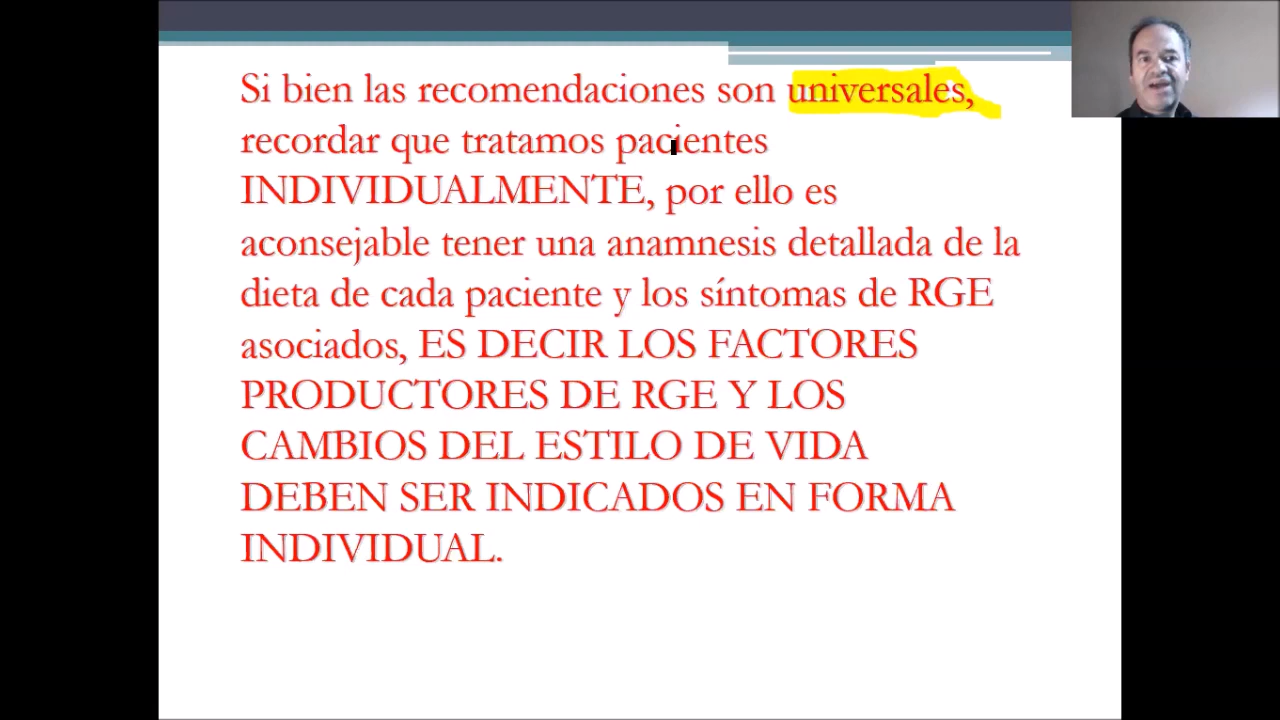 Si bien las recomendaciones son universales,
recordar que tratamos pacientes
INDIVIDUALMENTE, por ello es
aconsejable tener una anamnesis detallada de la
dieta de cada paciente y los síntomas de RGE
asociados, ES DECIR LOS FACTORES
PRODUCTORES DE RGE Y LOS
CAMBIOS DEL ESTILO DE VIDA
DEBEN SER INDICADOS EN FORMA
INDIVIDUAL.